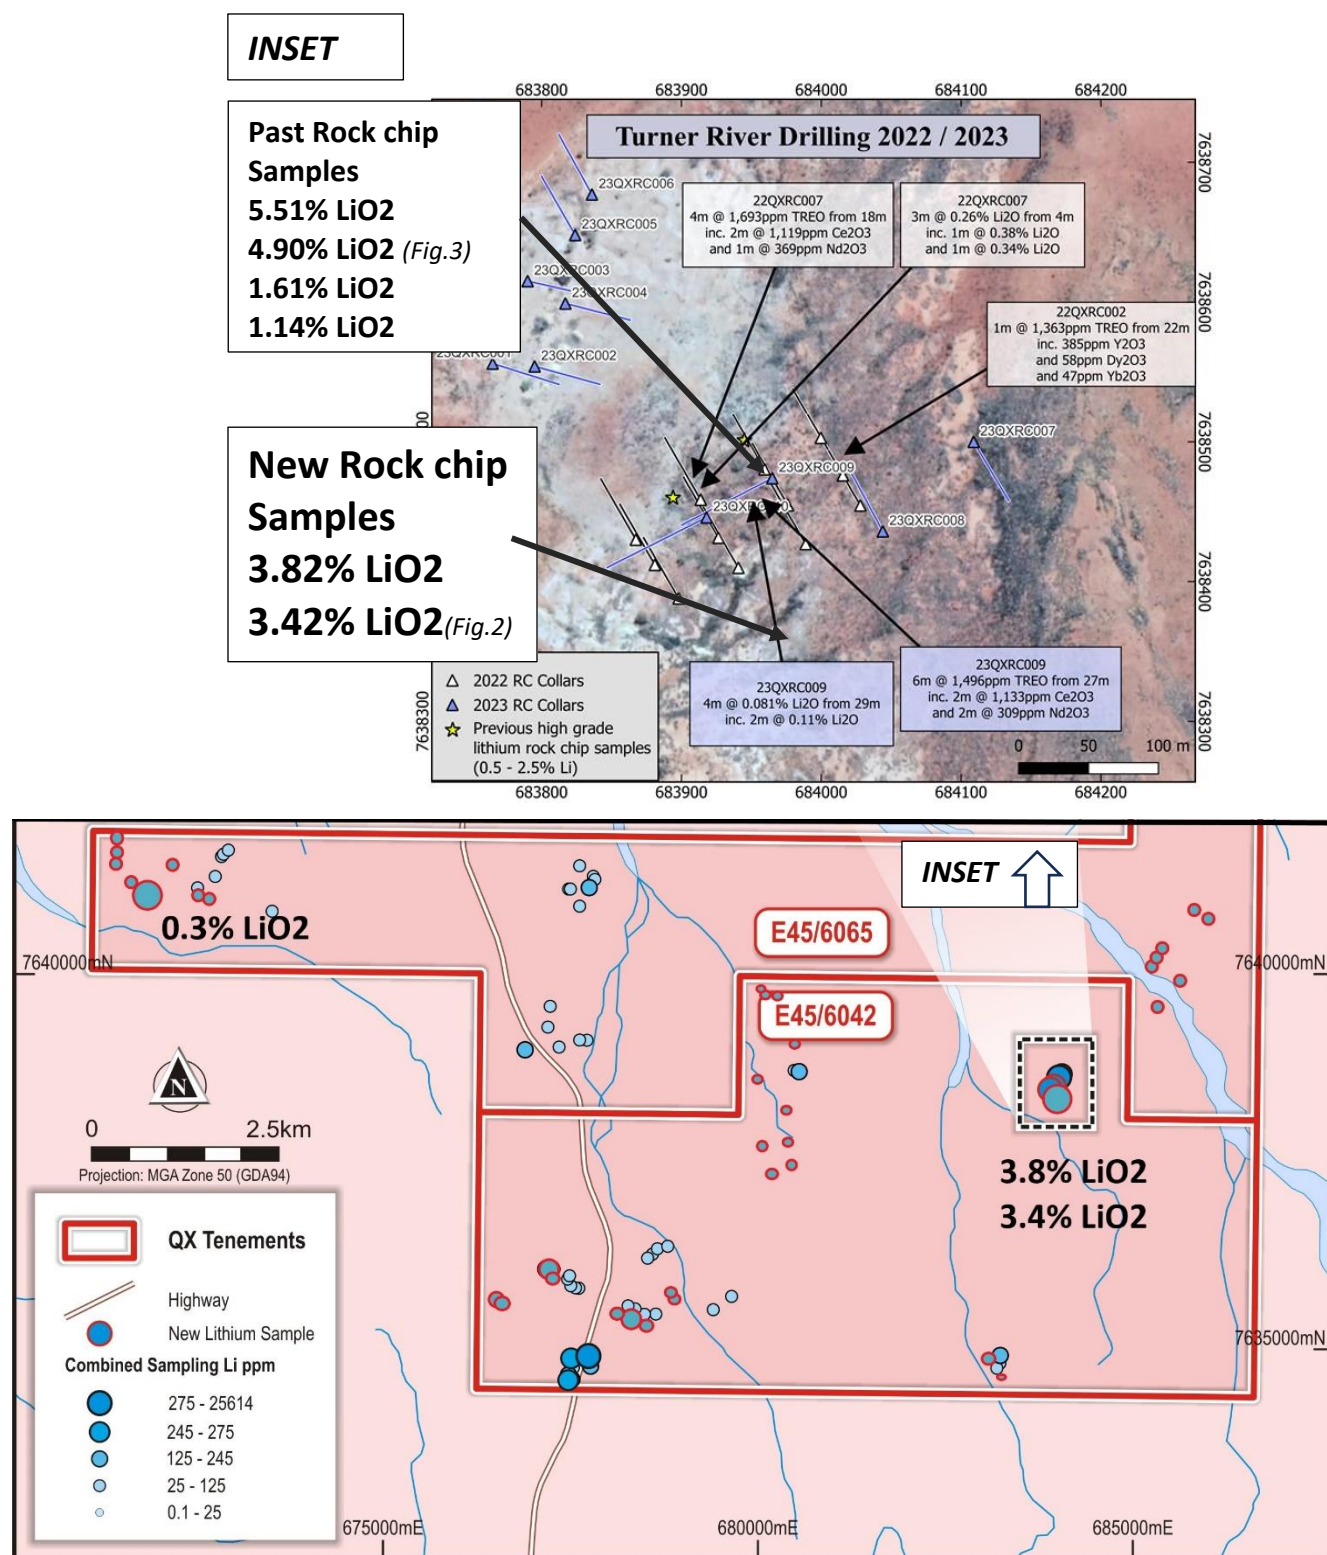 INSET
Past Rock chip
Samples
5.51% LiO2
4.90% LiO2 (Fig.3)
1.61% LiO2
1.14% LiO2
New Rock chip
Samples
3.82% LiO2
3.42% LiO2(Fig.2)
683800
683900
684000
684100
684200
Turner River Drilling 2022 / 2023
7638700
7638600
7638500
7638400
7638300
22QXRC007
4m @ 1,693ppm TREO from 18m
inc. 2m @ 1,119ppm Ce2O3
and 1m @ 369ppm Nd2O3
22QXRC007
3m @ 0.26% Li2O from 4m
inc. 1m @ 0.38% Li2O
and 1m @ 0.34% Li2O
22QXRC002
1m @ 1,363ppm TREO from 22m
inc. 385ppm Y2O3
and 58ppm Dy2O3
and 47ppm Yb2O3
23QXRC006
23QXRC005
23QXRC003
23QXRC004
23QXRC002
23QXRC007
23QXRC009
23QXRC008
7638300
23QXRC009
4m @ 0.081% Li2O from 29m
inc. 2m @ 0.11% Li2O
23QXRC009
6m @ 1,496ppm TREO from 27m
inc. 2m @ 1,133ppm Ce2O3
and 2m @ 309ppm Nd2O3
2022 RC Collars
2023 RC Collars
Previous high grade
lithium rock chip samples
(0.5 - 2.5% Li)
0 50 100 m
683800
683900
684000
684100
684200
INSET
0.3% LiO2
E45/6065
7640000mN
7640000mN
E45/6042
N
0 2.5km
Projection: MGA Zone 50 (GDA94)
3.8% LiO2
3.4% LiO2
QX Tenements
Highway
New Lithium Sample
Combined Sampling Li ppm
275 - 25614
245 - 275
125 - 245
25 - 125
0.1 - 25
7635000mN
675000mE
680000mE
685000mE